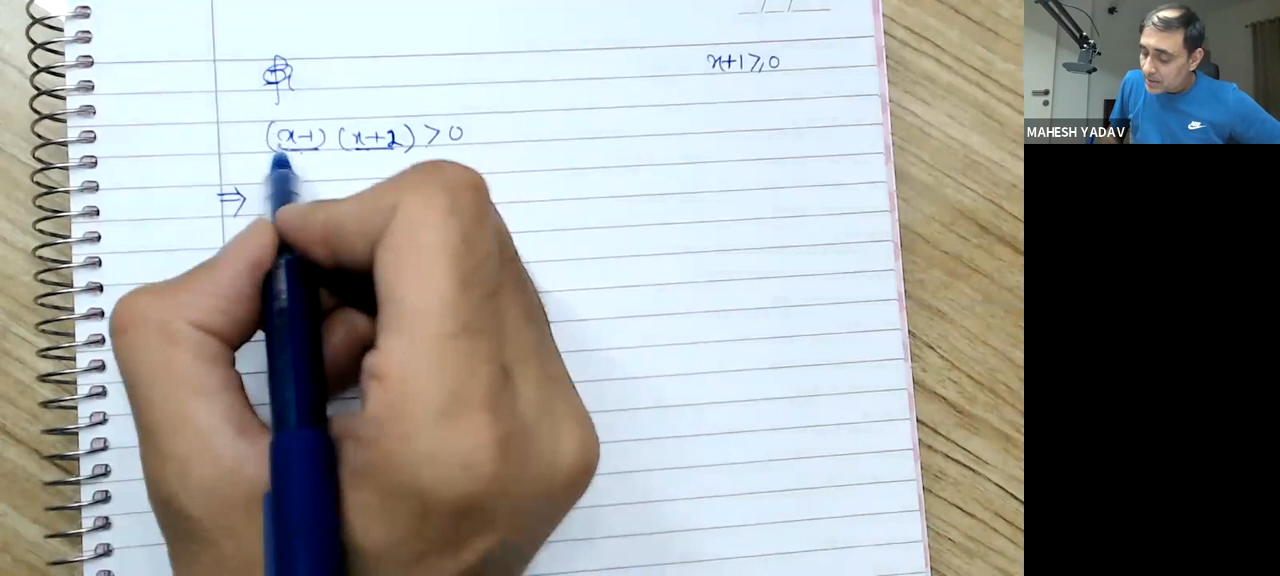 x+1≥0
(x-1) (x+2) > 0
⇒
MAHESH YADAV